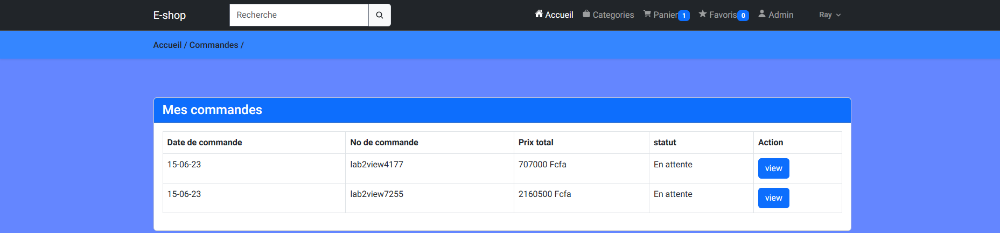 E-shop Recherche Accueil Categories Panier 1 Favoris 0 Admin Ray
Accueil / Commandes /
Mes commandes
Date de commande No de commande Prix total statut Action
15-06-23 lab2view4177 707000 Fcfa En attente view
15-06-23 lab2view7255 2160500 Fcfa En attente view